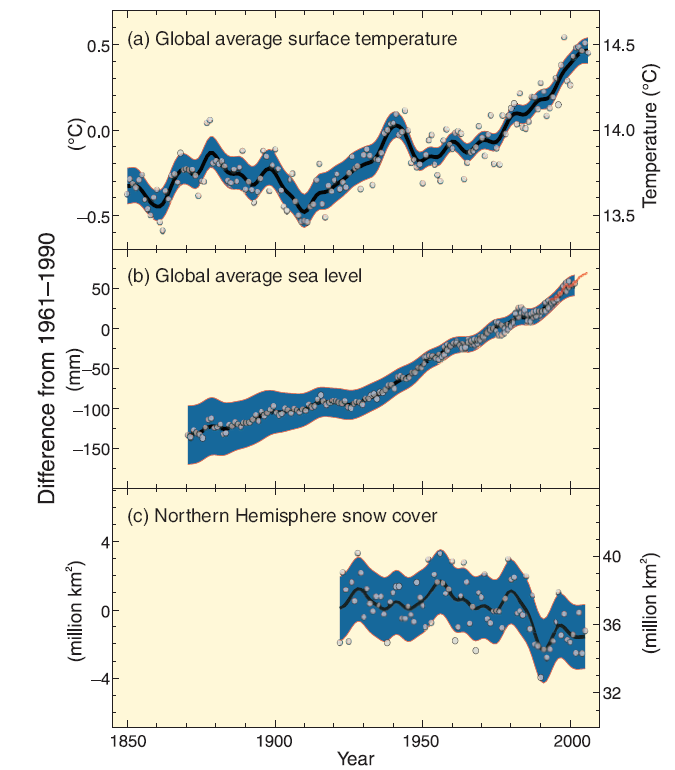 (a) Global average surface temperature
0.5
0.0
−0.5
(°C)
14.5
14.0
13.5
Temperature (°C)
Difference from 1961–1990
(b) Global average sea level
50
0
−50
−100
−150
(mm)
(c) Northern Hemisphere snow cover
4
0
−4
(million km²)
40
36
32
(million km²)
1850
1900
1950
2000
Year